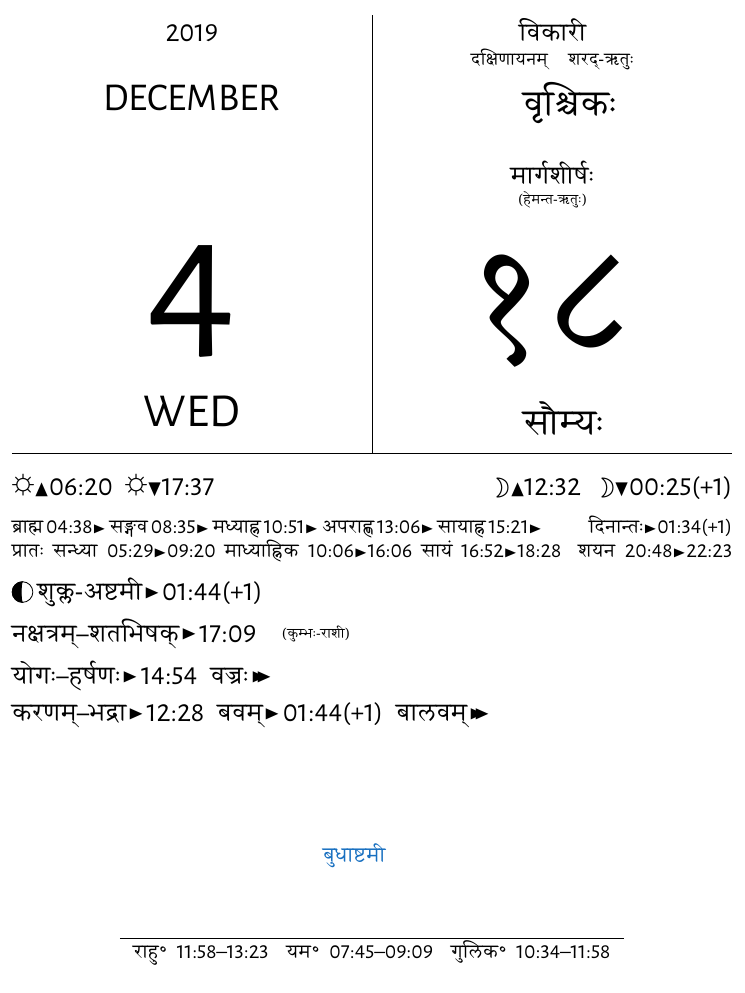 2019
DECEMBER
4
WED
विकारी
दक्षिणायनम् शरद्-ऋतुः
वृश्चिकः
मार्गशीर्षः
(हेमन्त-ऋतुः)
१८
सौम्यः
☼▲06:20 ☼▼17:37 ☽▲12:32 ☽▼00:25(+1)
ब्राह्म 04:38► सङ्गव 08:35► मध्याह्न 10:51► अपराह्ण 13:06► सायाह्न 15:21► दिनान्तः►01:34(+1)
प्रातः सन्ध्या 05:29►09:20 माध्याह्निक 10:06►16:06 सायं 16:52►18:28 शयन 20:48►22:23
शुक्ल-अष्टमी►01:44(+1)
नक्षत्रम्–शतभिषक्►17:09 (कुम्भः-राशी)
योगः–हर्षणः►14:54 वज्रः►►
करणम्–भद्रा►12:28 बवम्►01:44(+1) बालवम्►►
बुधाष्टमी
राहु° 11:58–13:23 यम° 07:45–09:09 गुलिक° 10:34–11:58